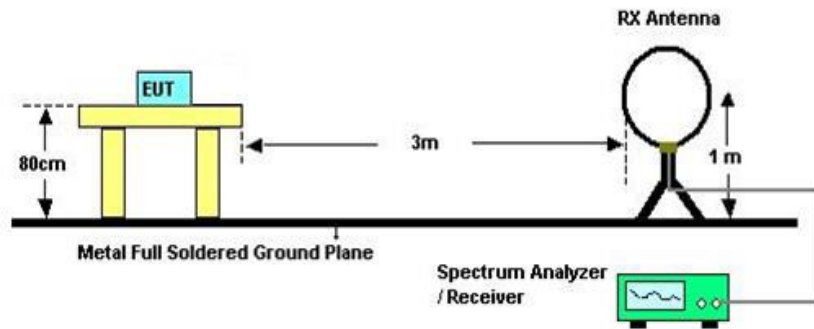 RX Antenna
EUT
3m
80cm
1 m
Metal Full Soldered Ground Plane
Spectrum Analyzer
/ Receiver